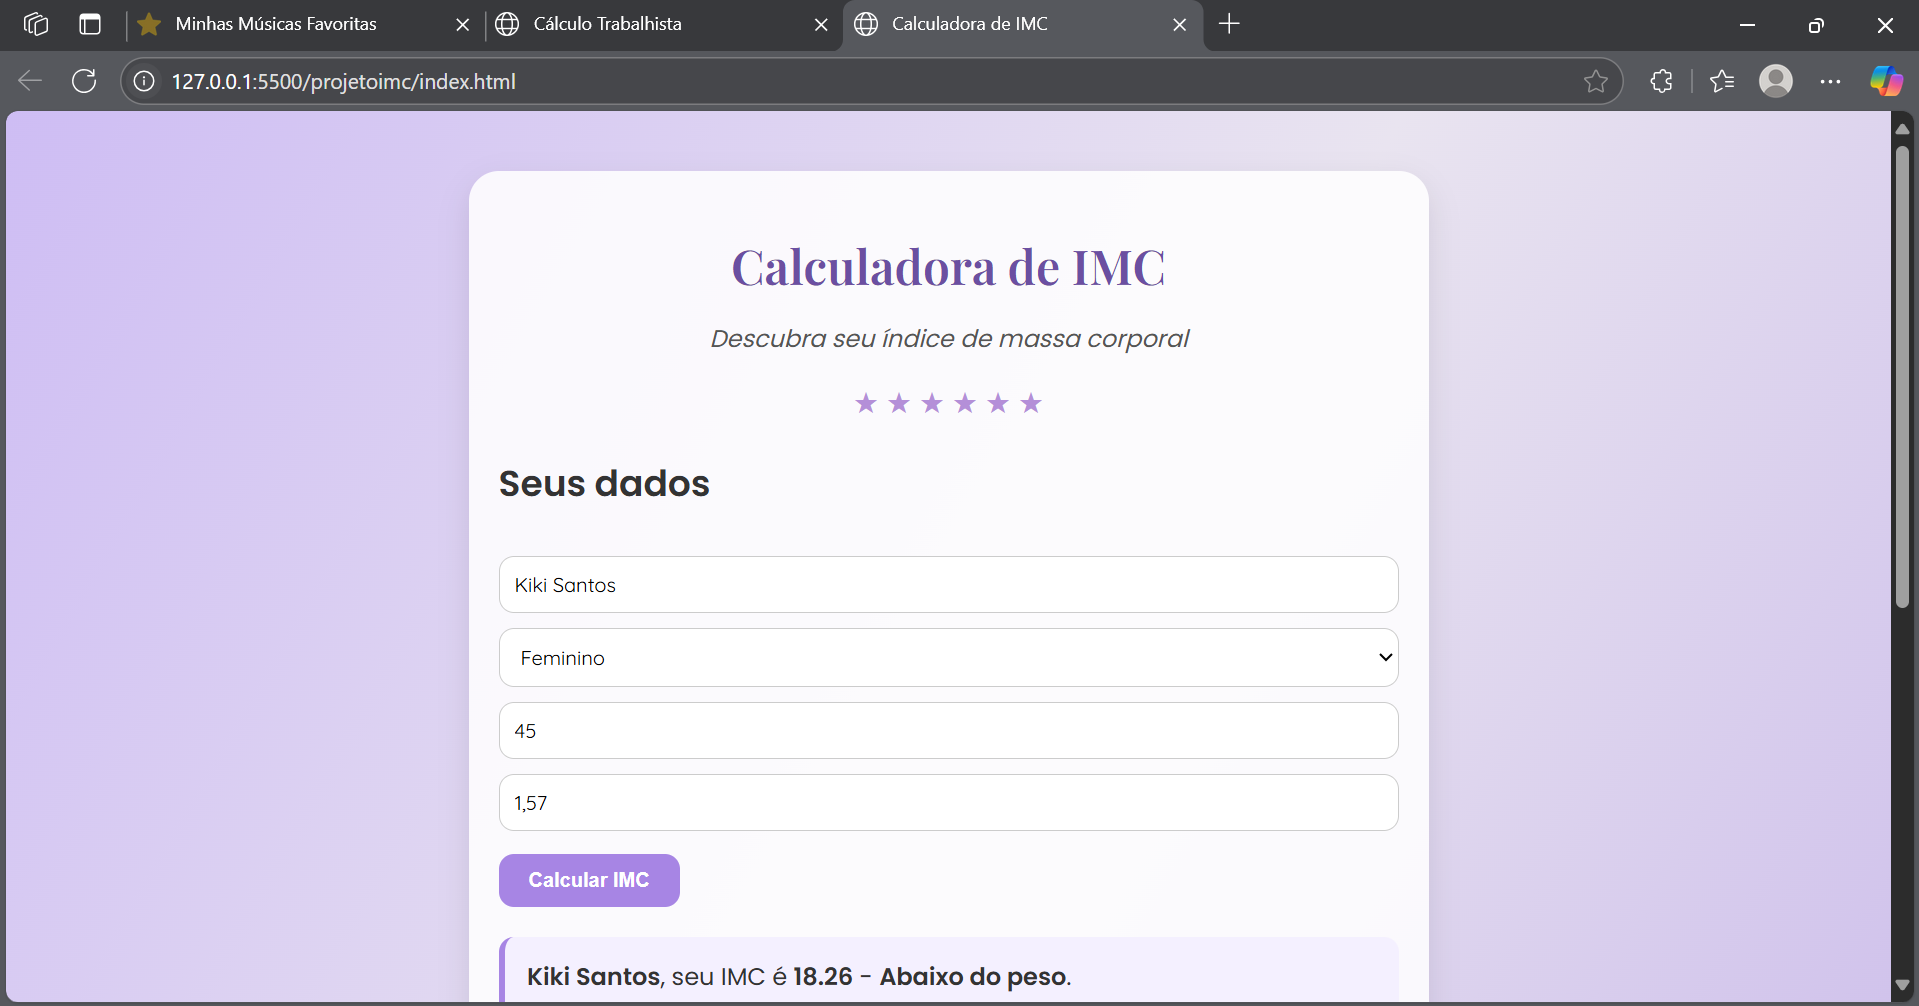 Minhas Músicas Favoritas
Cálculo Trabalhista
Calculadora de IMC
127.0.0.1:5500/projetoimc/index.html
Calculadora de IMC
Descubra seu índice de massa corporal
★ ★ ★ ★ ★ ★
Seus dados
Kiki Santos
Feminino
45
1,57
Calcular IMC
Kiki Santos, seu IMC é 18.26 - Abaixo do peso.